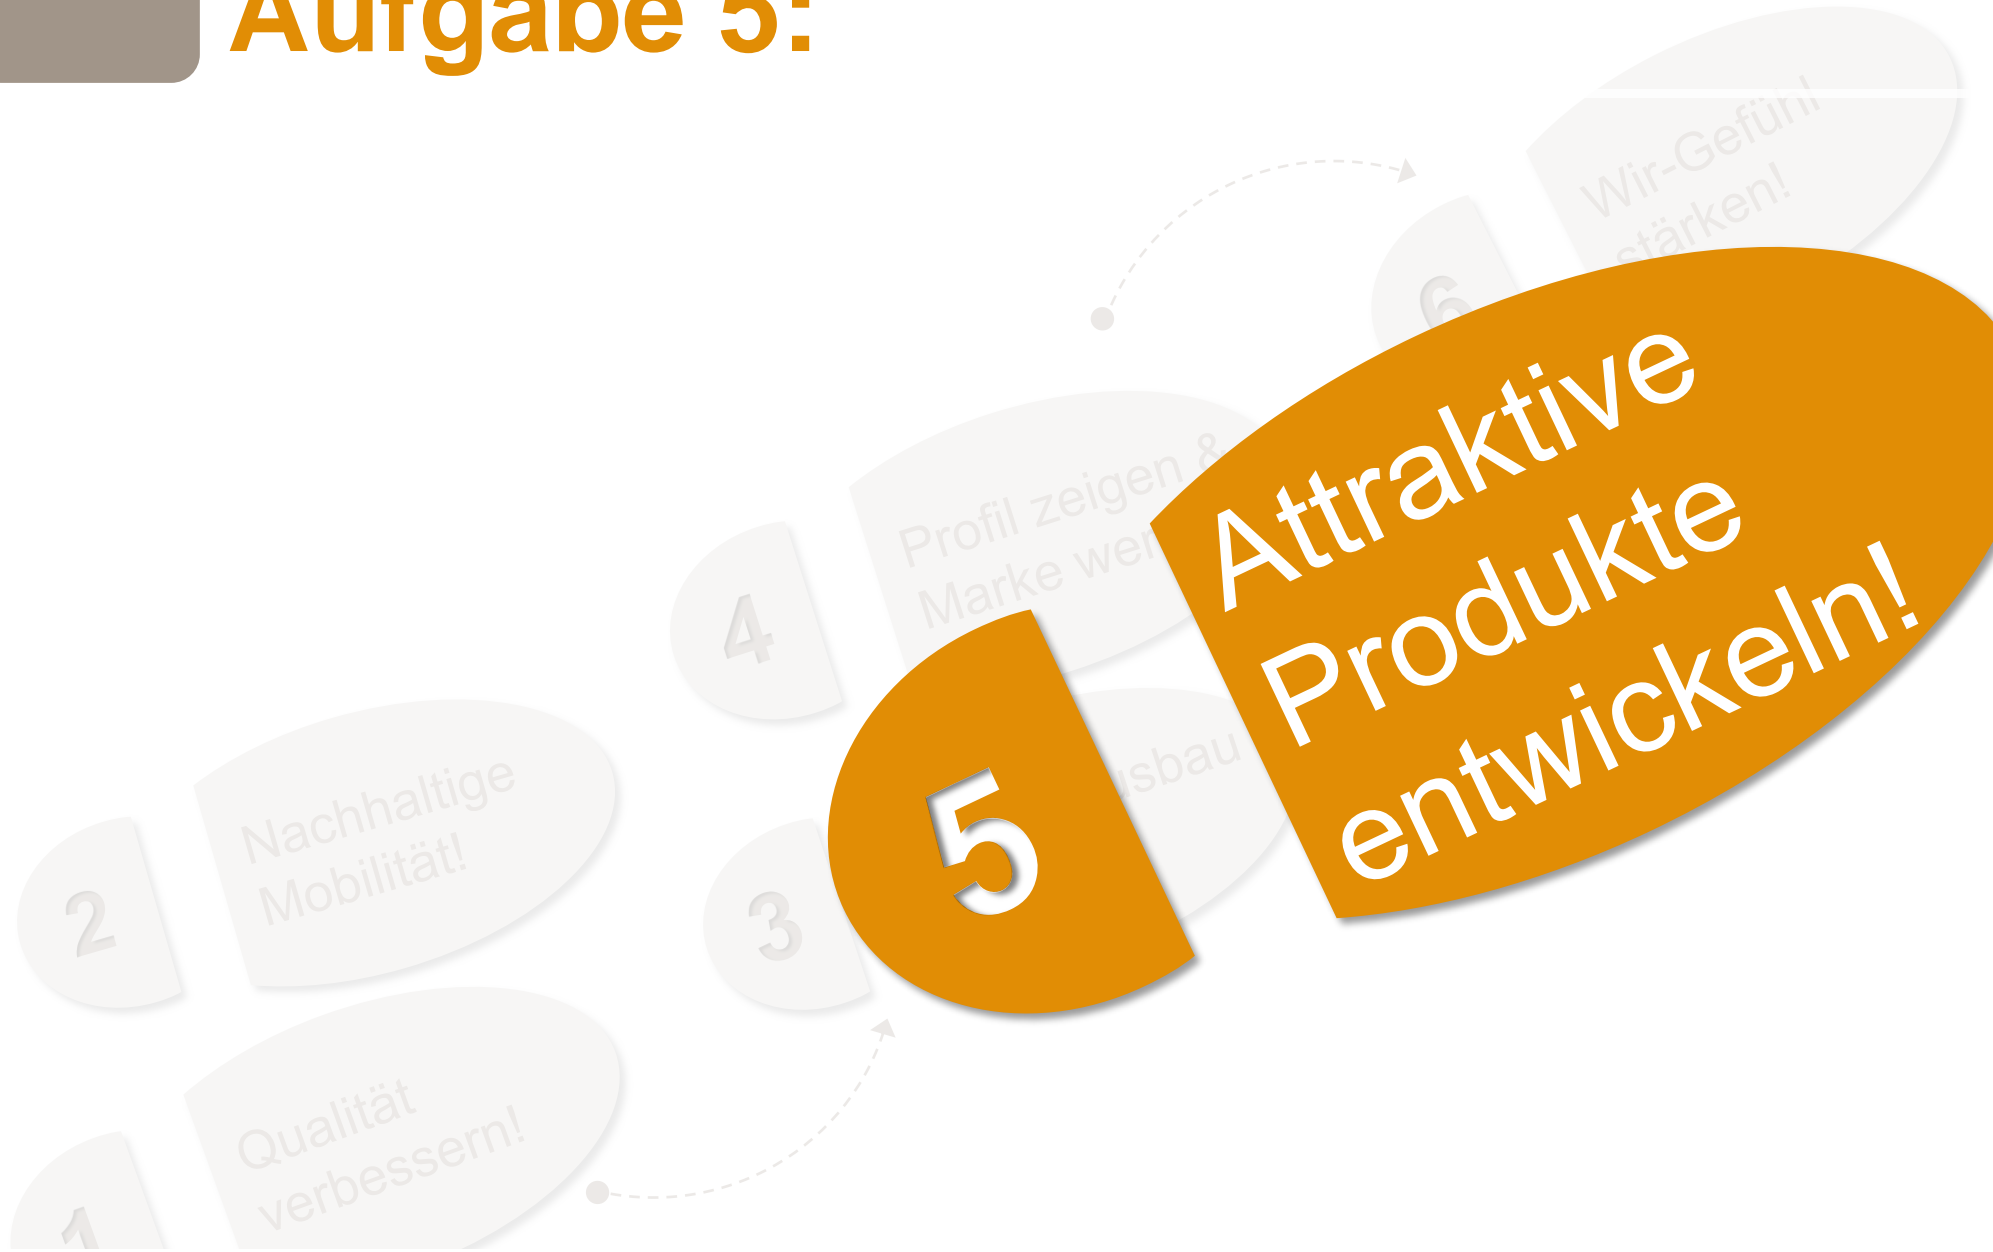 Aufgabe 5:
Wir-Gefühl
stärken!
6
Attraktive
Produkte
entwickeln!
5
Profil zeigen &
Marke
4
3
Nachhaltige
Mobilität!
2
Qualität
verbessern!
1